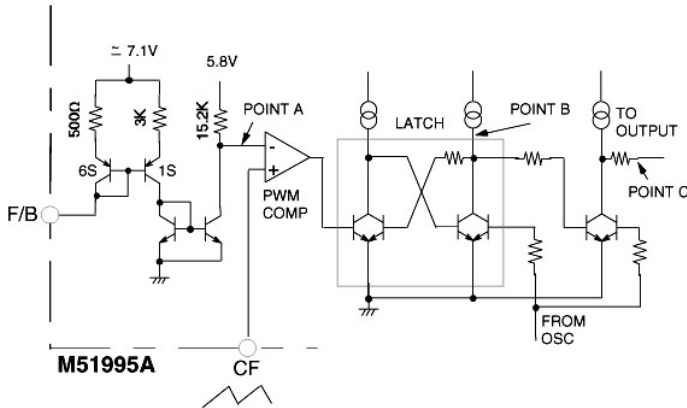 ≃ 7.1V
5.8V
500Ω
3K
15.2K
POINT A
6S
1S
F/B
-
+
PWM
COMP
LATCH
POINT B
TO
OUTPUT
POINT C
FROM
OSC
M51995A
CF